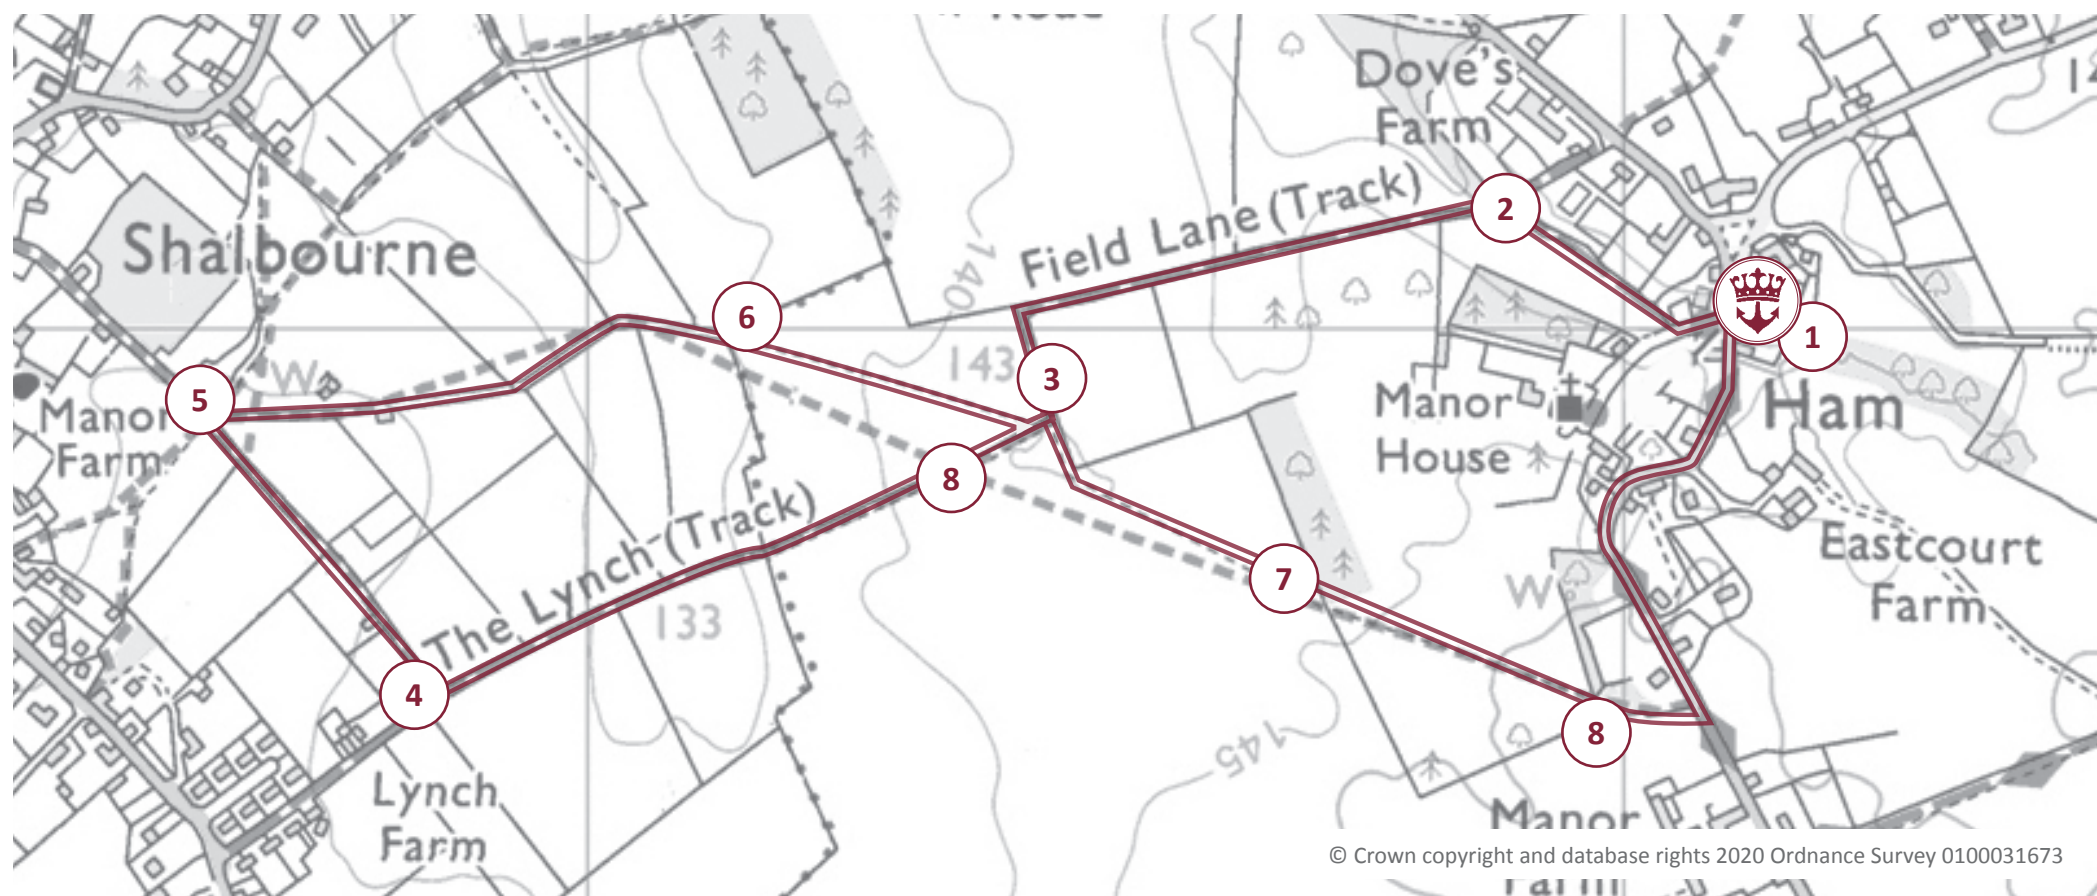 Dove's
Farm
14
2
Field Lane (Track)
Shalbourne
140
1
6
143
3
W
5
Manor
Farm
Manor
House
Ham
8
The Lynch (Track)
Eastcourt
Farm
7
W
133
4
8
145
Lynch
Farm
Manor
Farm
© Crown copyright and database rights 2020 Ordnance Survey 0100031673